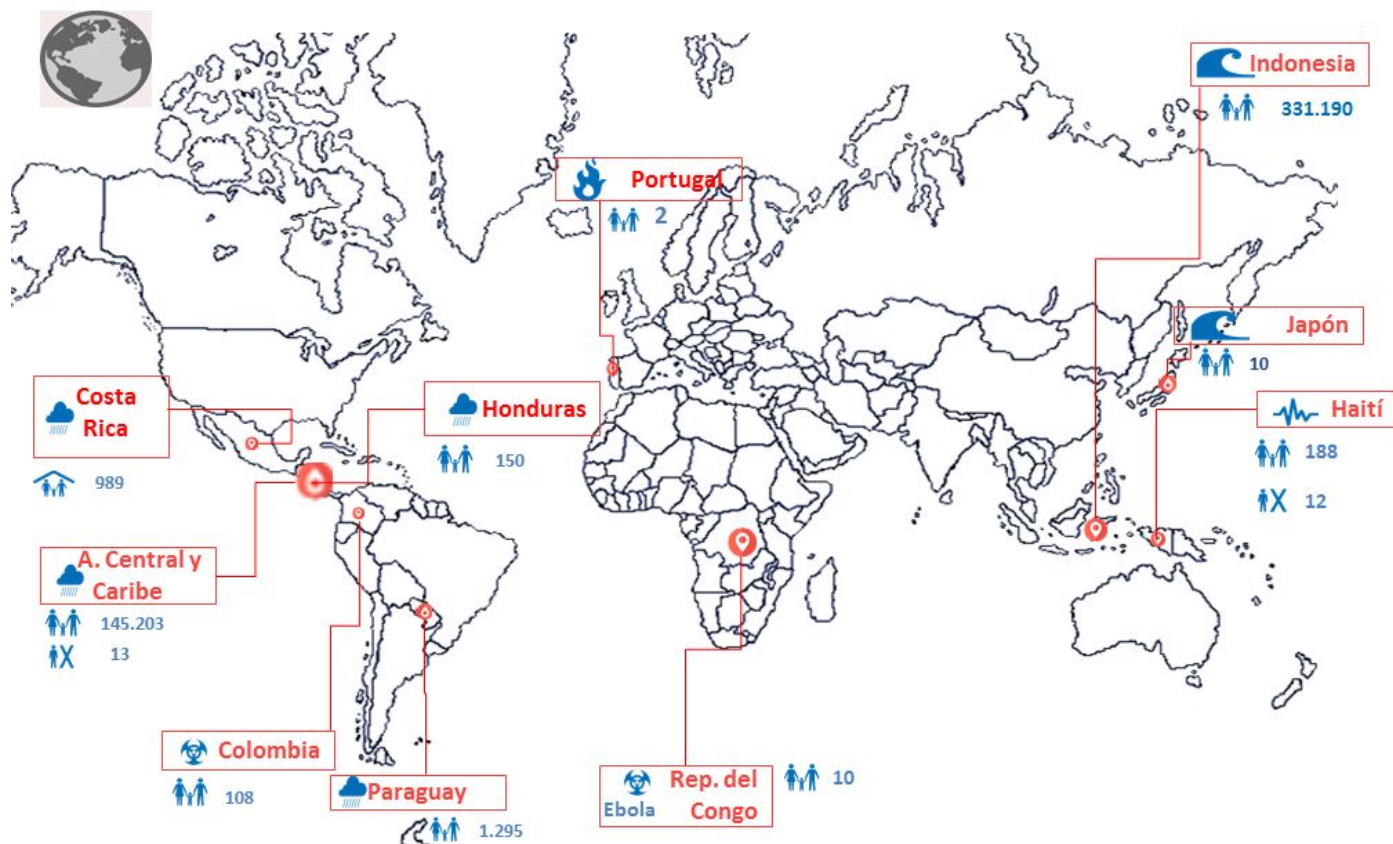 Indonesia
331.190
Portugal
2
Japón
10
Costa
Rica
989
Honduras
150
Haití
188
12
A. Central y
Caribe
145.203
13
Colombia
108
Paraguay
1.295
Rep. del
Congo
Ebola
10